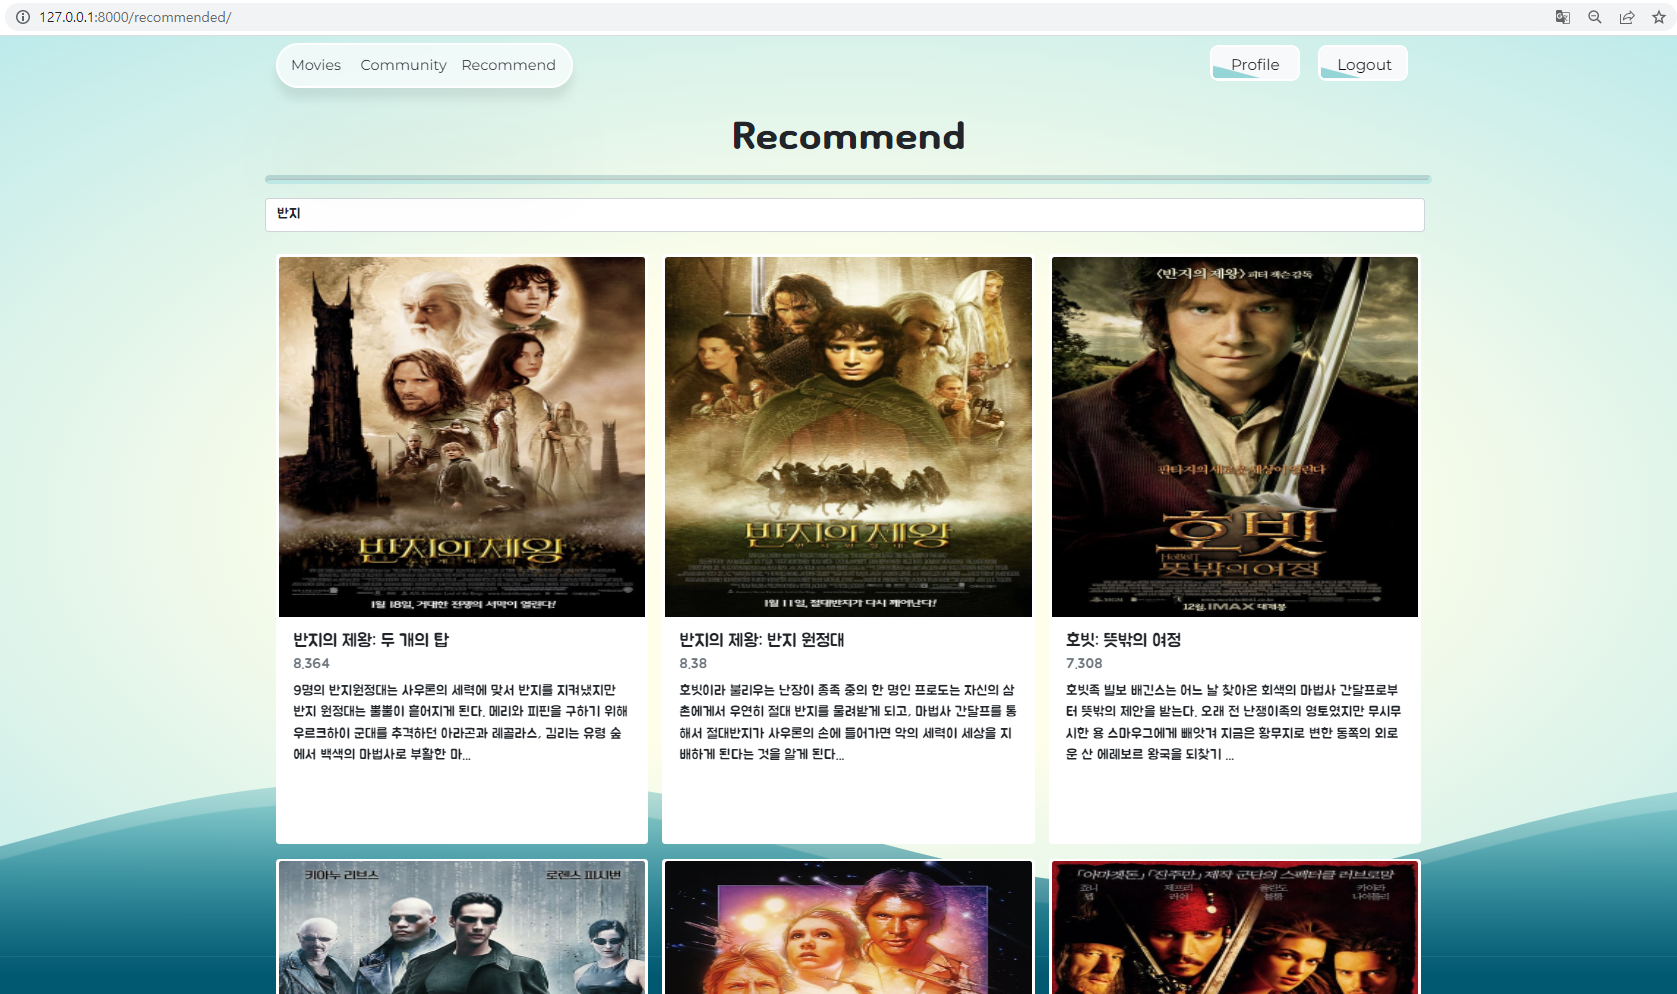 127.0.0.1:8000/recommended/
Movies Community Recommend
Profile Logout
Recommend
반지
반지의 제왕
1월 18일, 거대한 전쟁의 서막이 열린다!
반지의 제왕
반지 원정대
1월 11일, 절대반지가 다시 깨어난다!
〈반지의 제왕〉 피터 잭슨 감독
판타지의 새로운 세상이 열린다
호빗
뜻밖의 여정
12월, IMAX 대개봉
반지의 제왕: 두 개의 탑
8.364
9명의 반지원정대는 사우론의 세력에 맞서 반지를 지켜냈지만
반지 원정대는 뿔뿔이 흩어지게 된다. 메리와 피핀을 구하기 위해
우르크하이 군대를 추격하던 아라곤과 레골라스, 김리는 유령 숲
에서 백색의 마법사로 부활한 마...
반지의 제왕: 반지 원정대
8.38
호빗이라 불리우는 난장이 종족 중의 한 명인 프로도는 자신의 삼
촌에게서 우연히 절대 반지를 물려받게 되고, 마법사 간달프를 통
해서 절대반지가 사우론의 손에 들어가면 악의 세력이 세상을 지
배하게 된다는 것을 알게 된다...
호빗: 뜻밖의 여정
7.308
호빗족 빌보 배긴스는 어느 날 찾아온 회색의 마법사 간달프로부
터 뜻밖의 제안을 받는다. 오래 전 난쟁이족의 영토였지만 무시무
시한 용 스마우그에게 빼앗겨 지금은 황무지로 변한 동쪽의 외로
운 산 에레보르 왕국을 되찾기 ...
키아누 리브스 로렌스 피시번
「아마겟돈」「진주만」 제작 군단의 스펙터클 러브로망
죠니 뎁 제프리 러쉬 올란도 블룸 키이라 나이틀리